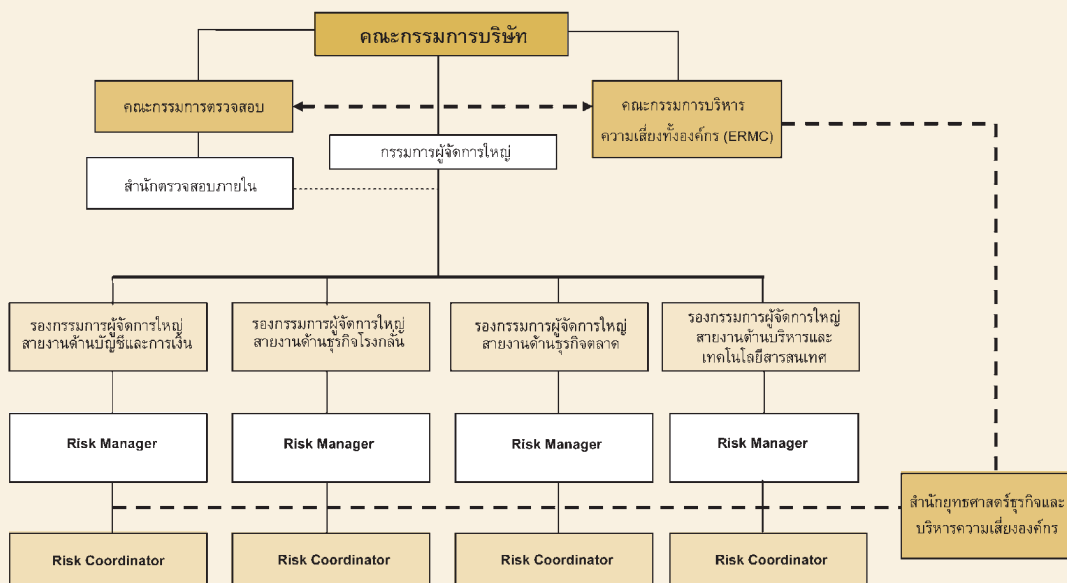 คณะกรรมการบริษัท
คณะกรรมการตรวจสอบ
คณะกรรมการบริหาร
ความเสี่ยงทั้งองค์กร (ERMC)
กรรมการผู้จัดการใหญ่
สำนักตรวจสอบภายใน
รองกรรมการผู้จัดการใหญ่
สายงานด้านบัญชีและการเงิน
รองกรรมการผู้จัดการใหญ่
สายงานด้านธุรกิจโรงกลั่น
รองกรรมการผู้จัดการใหญ่
สายงานด้านธุรกิจตลาด
รองกรรมการผู้จัดการใหญ่
สายงานด้านบริหารและ
เทคโนโลยีสารสนเทศ
Risk Manager
Risk Manager
Risk Manager
Risk Manager
สำนักยุทธศาสตร์ธุรกิจและ
บริหารความเสี่ยงองค์กร
Risk Coordinator
Risk Coordinator
Risk Coordinator
Risk Coordinator